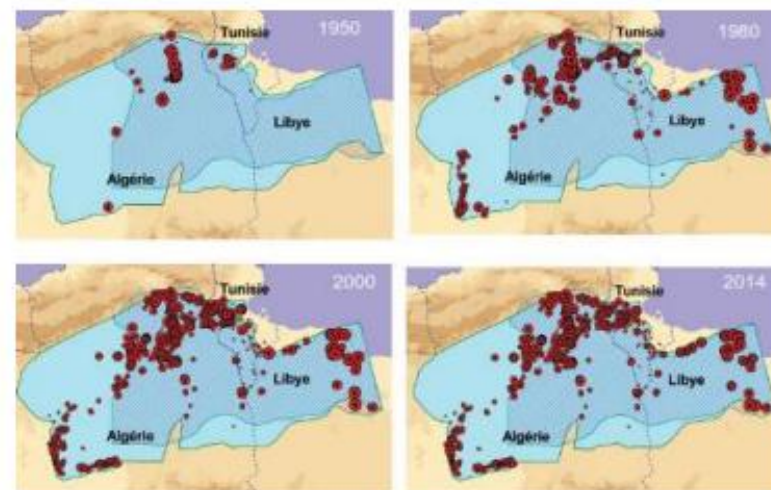 1950
Tunisie
Libye
Algérie
1980
Tunisie
Libye
Algérie
2000
Tunisie
Libye
Algérie
2014
Tunisie
Libye
Algérie